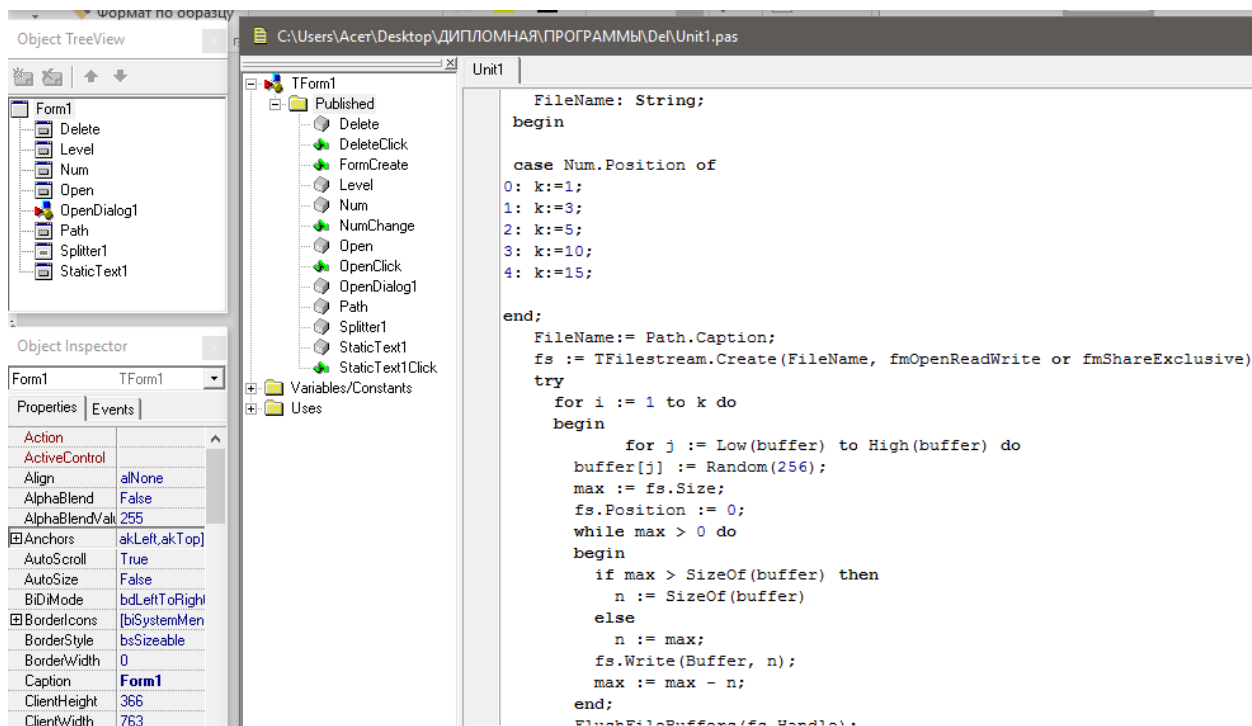 Формат по образцу
Object TreeView
Form1
Delete
Level
Num
Open
OpenDialog1
Path
Splitter1
StaticText1
Object Inspector
Form1 TForm1
Properties Events
Action
ActiveControl
Align alNone
AlphaBlend False
AlphaBlendValu 255
Anchors akLeft,akTop]
AutoScroll True
AutoSize False
BiDiMode bdLeftToRigh
BorderIcons [biSystemMen
BorderStyle bsSizeable
BorderWidth 0
Caption Form1
ClientHeight 366
ClientWidth 763
C:\Users\Acer\Desktop\ДИПЛОМНАЯ\ПРОГРАММЫ\Del\Unit1.pas
TForm1
Published
Delete
DeleteClick
FormCreate
Level
Num
NumChange
Open
OpenClick
OpenDialog1
Path
Splitter1
StaticText1
StaticText1Click
Variables/Constants
Uses
Unit1
FileName: String;
begin
case Num.Position of
0: k:=1;
1: k:=3;
2: k:=5;
3: k:=10;
4: k:=15;
end;
FileName:= Path.Caption;
fs := TFilestream.Create(FileName, fmOpenReadWrite or fmShareExclusive)
try
for i := 1 to k do
begin
for j := Low(buffer) to High(buffer) do
buffer[j] := Random(256);
max := fs.Size;
fs.Position := 0;
while max > 0 do
begin
if max > SizeOf(buffer) then
n := SizeOf(buffer)
else
n := max;
fs.Write(Buffer, n);
max := max - n;
end;
FlushFileBuffers(fs.Handle);